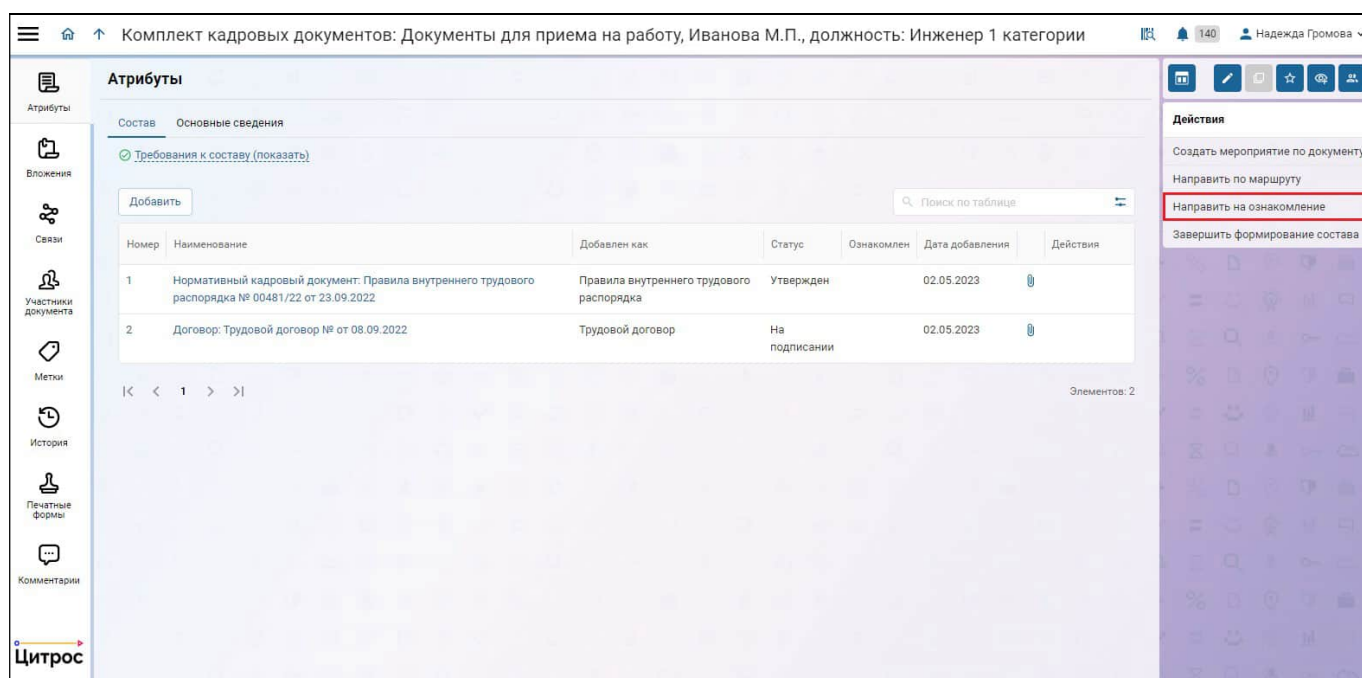 Комплект кадровых документов: Документы для приема на работу, Иванова М.П., должность: Инженер 1 категории
140
Надежда Громова
Атрибуты
Вложения
Связи
Участники
документа
Метки
История
Печатные
формы
Комментарии
Цитрос
Атрибуты
Состав Основные сведения
Требования к составу (показать)
Добавить
Поиск по таблице
Номер Наименование Добавлен как Статус Ознакомлен Дата добавления Действия
1 Нормативный кадровый документ: Правила внутреннего трудового Правила внутреннего трудового Утвержден 02.05.2023
распорядка № 00481/22 от 23.09.2022 распорядка
2 Договор: Трудовой договор № от 08.09.2022 Трудовой договор На 02.05.2023
подписании
1
Элементов: 2
Действия
Создать мероприятие по документу
Направить по маршруту
Направить на ознакомление
Завершить формирование состава